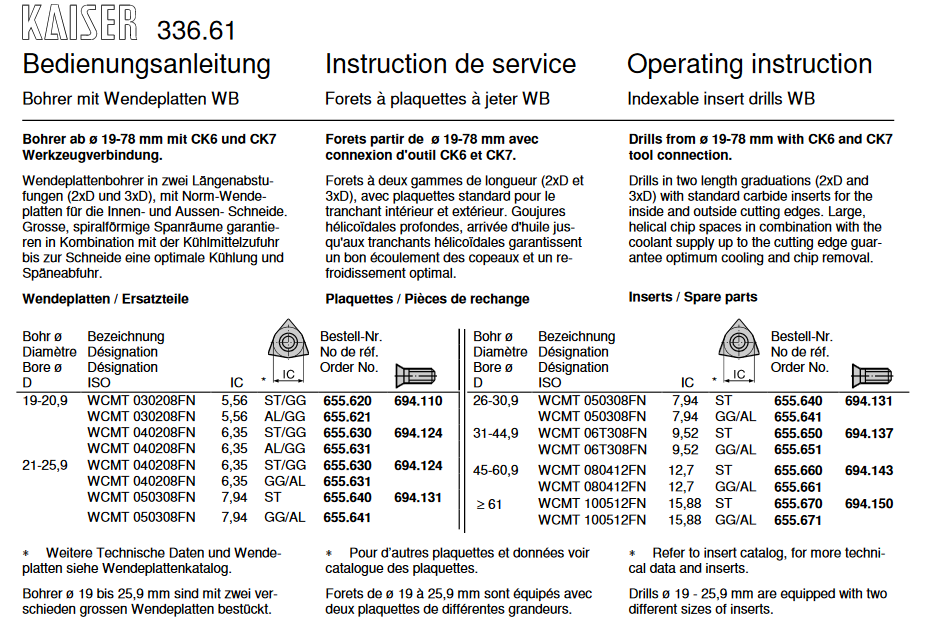 KAISER 336.61
Bedienungsanleitung
Bohrer mit Wendeplatten WB
Instruction de service
Forets à plaquettes à jeter WB
Operating instruction
Indexable insert drills WB
Bohrer ab ø 19-78 mm mit CK6 und CK7
Werkzeugverbindung.
Wendeplattenbohrer in zwei Längenabstu-
fungen (2xD und 3xD), mit Norm-Wende-
platten für die Innen- und Aussen- Schneide.
Grosse, spiralförmige Spanräume garantie-
ren in Kombination mit der Kühlmittelzufuhr
bis zur Schneide eine optimale Kühlung und
Späneabfuhr.
Wendeplatten / Ersatzteile
Forets partir de ø 19-78 mm avec
connexion d'outil CK6 et CK7.
Forets à deux gammes de longueur (2xD et
3xD), avec plaquettes standard pour le
tranchant intérieur et extérieur. Goujures
hélicoïdales profondes, arrivée d'huile jus-
qu'aux tranchants hélicoïdales garantissent
un bon écoulement des copeaux et un re-
froidissement optimal.
Plaquettes / Pièces de rechange
Drills from ø 19-78 mm with CK6 and CK7
tool connection.
Drills in two length graduations (2xD and
3xD) with standard carbide inserts for the
inside and outside cutting edges. Large,
helical chip spaces in combination with the
coolant supply up to the cutting edge guar-
antee optimum cooling and chip removal.
Inserts / Spare parts
Bohr ø Bezeichnung Bestell-Nr.
Diamètre Désignation No de réf.
Bore ø Désignation IC Order No.
D ISO IC *
19-20,9 WCMT 030208FN 5,56 ST/GG 655.620 694.110
WCMT 030208FN 5,56 AL/GG 655.621
WCMT 040208FN 6,35 ST/GG 655.630 694.124
WCMT 040208FN 6,35 AL/GG 655.631
21-25,9 WCMT 040208FN 6,35 ST/GG 655.630 694.124
WCMT 040208FN 6,35 GG/AL 655.631
WCMT 050308FN 7,94 ST 655.640 694.131
WCMT 050308FN 7,94 GG/AL 655.641
Bohr ø Bezeichnung Bestell-Nr.
Diamètre Désignation No de réf.
Bore ø Désignation IC Order No.
D ISO IC *
26-30,9 WCMT 050308FN 7,94 ST 655.640 694.131
WCMT 050308FN 7,94 GG/AL 655.641
31-44,9 WCMT 06T308FN 9,52 ST 655.650 694.137
WCMT 06T308FN 9,52 GG/AL 655.651
45-60,9 WCMT 080412FN 12,7 ST 655.660 694.143
WCMT 080412FN 12,7 GG/AL 655.661
≥ 61 WCMT 100512FN 15,88 ST 655.670 694.150
WCMT 100512FN 15,88 GG/AL 655.671
* Weitere Technische Daten und Wende-
platten siehe Wendeplattenkatalog.
Bohrer ø 19 bis 25,9 mm sind mit zwei ver-
schieden grossen Wendeplatten bestückt.
* Pour d'autres plaquettes et données voir
catalogue des plaquettes.
Forets de ø 19 à 25,9 mm sont équipés avec
deux plaquettes de différentes grandeurs.
* Refer to insert catalog, for more techni-
cal data and inserts.
Drills ø 19 - 25,9 mm are equipped with two
different sizes of inserts.